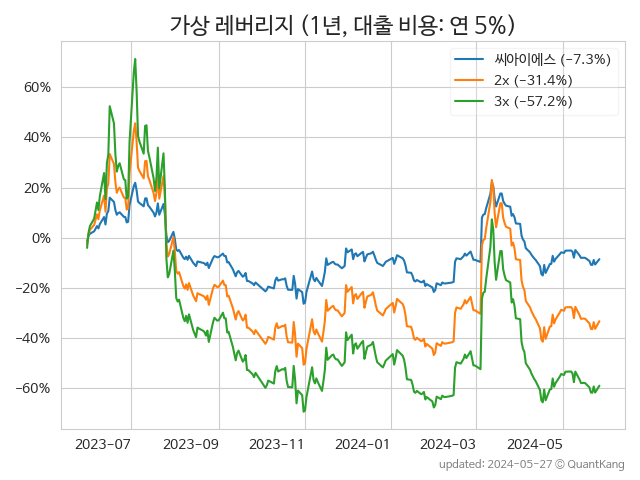 가상 레버리지 (1년, 대출 비용: 연 5%)
씨아이에스 (−7.3%)
2x (−31.4%)
3x (−57.2%)
60%
40%
20%
0%
−20%
−40%
−60%
2023-07
2023-09
2023-11
2024-01
2024-03
2024-05
updated: 2024-05-27 © QuantKang